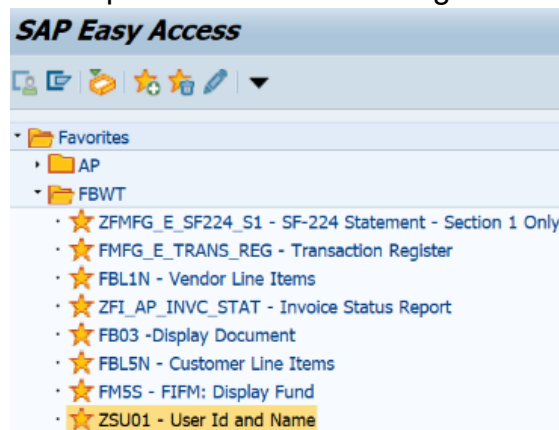 SAP Easy Access
Favorites
AP
FBWT
ZFMFG_E_SF224_S1 - SF-224 Statement - Section 1 Only
FMFG_E_TRANS_REG - Transaction Register
FBL1N - Vendor Line Items
ZFI_AP_INVC_STAT - Invoice Status Report
FB03 -Display Document
FBL5N - Customer Line Items
FM5S - FIFM: Display Fund
ZSU01 - User Id and Name